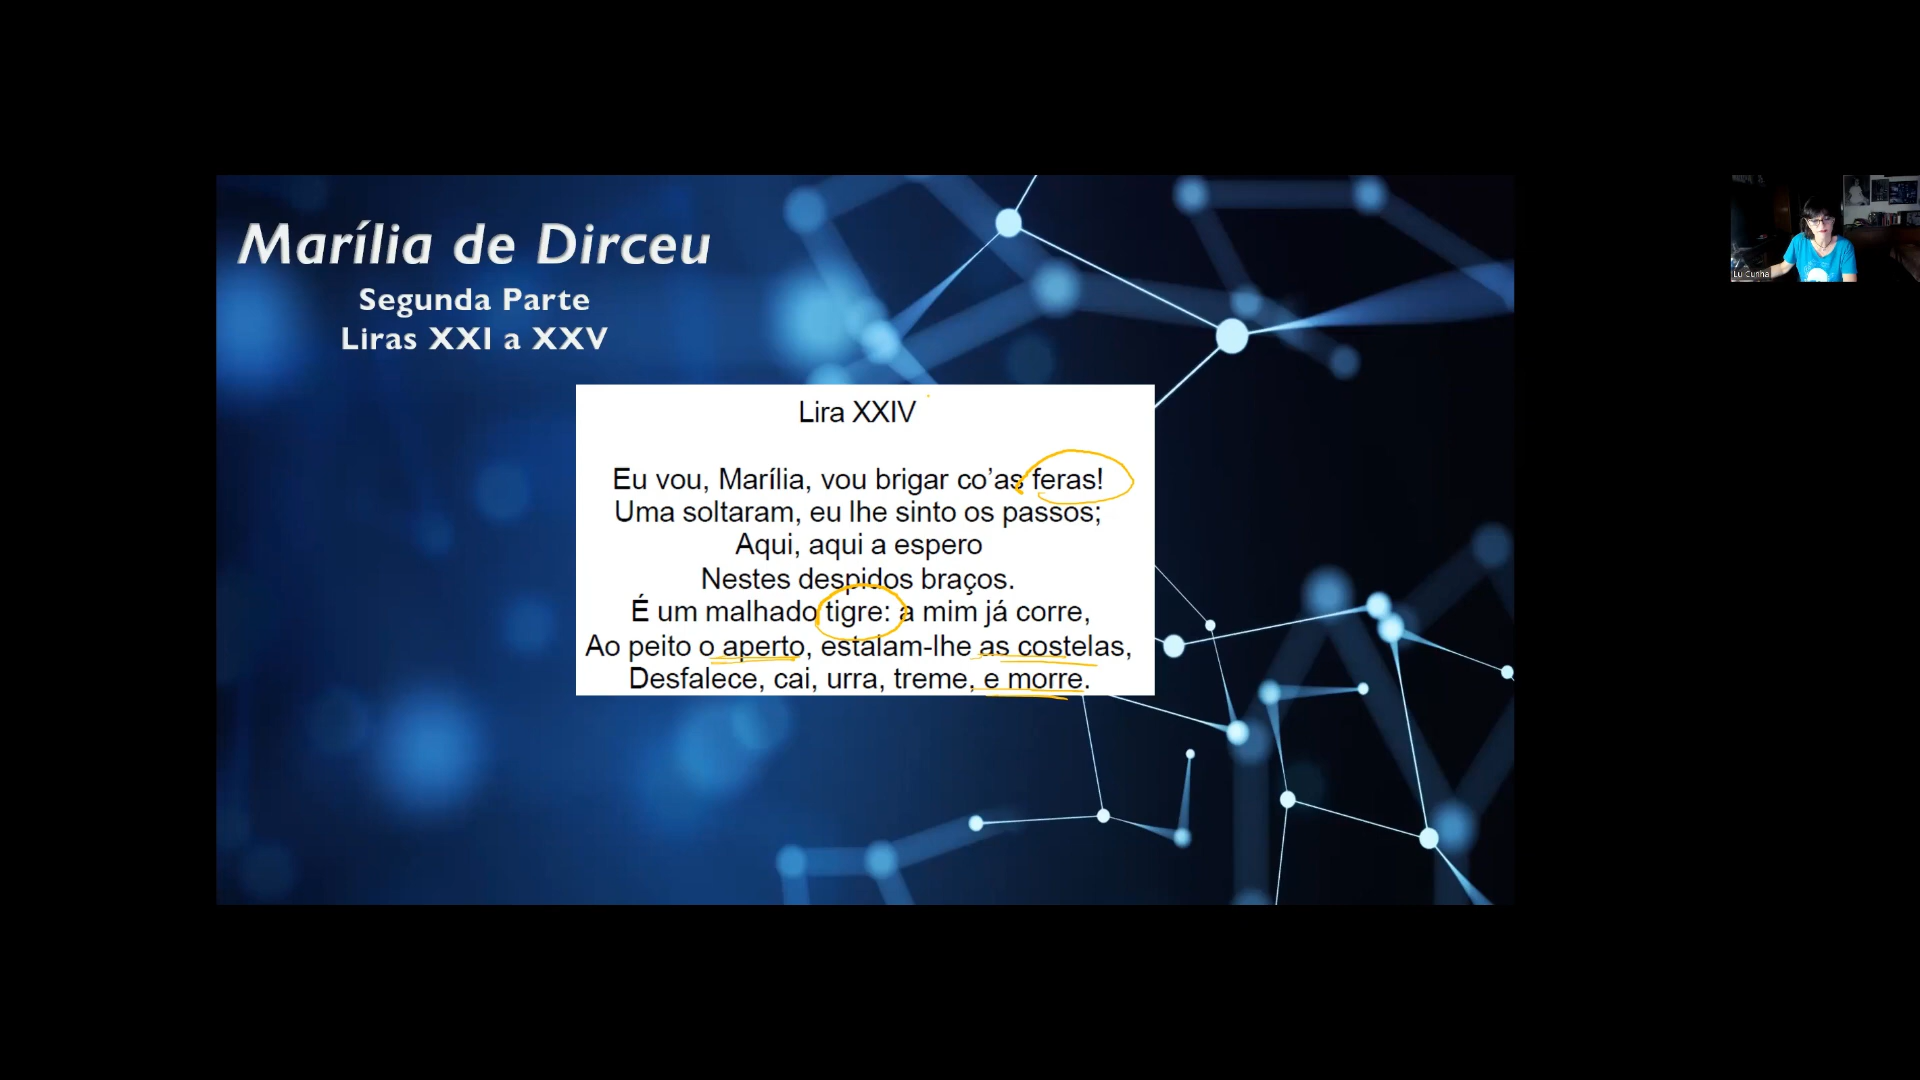 Marília de Dirceu
Segunda Parte
Liras XXI a XXV
Lira XXIV
Eu vou, Marília, vou brigar co’as feras!
Uma soltaram, eu lhe sinto os passos;
Aqui, aqui a espero
Nestes despidos braços.
É um malhado tigre: a mim já corre,
Ao peito o aperto, estalam-lhe as costelas,
Desfalece, cai, urra, treme, e morre.
Lu Cunha